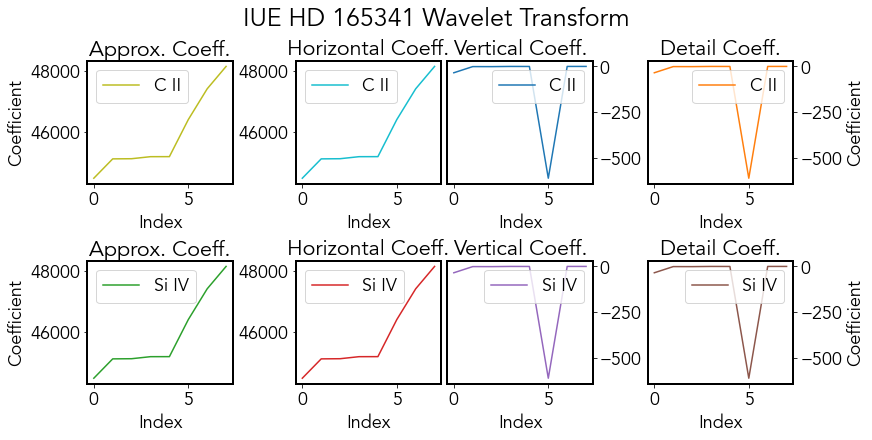 IUE HD 165341 Wavelet Transform
Approx. Coeff. Horizontal Coeff. Vertical Coeff. Detail Coeff.
48000 C II 48000 C II C II 0 C II 0
Coefficient 46000 46000 −250 −250 Coefficient
−500 −500
0 5 0 5 0 5 0 5
Index Index Index Index
Approx. Coeff. Horizontal Coeff. Vertical Coeff. Detail Coeff.
48000 Si IV 48000 Si IV Si IV 0 Si IV 0
Coefficient 46000 46000 −250 −250 Coefficient
−500 −500
0 5 0 5 0 5 0 5
Index Index Index Index